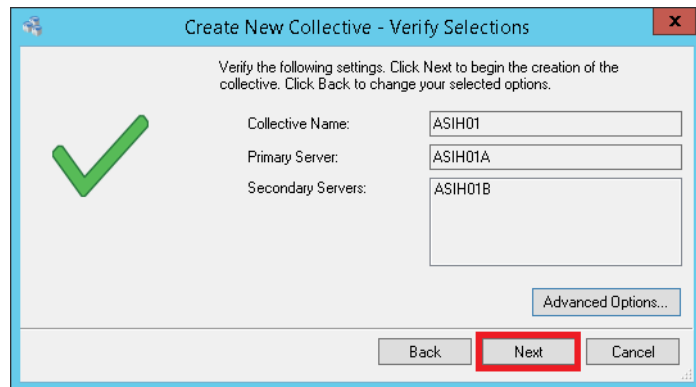 Create New Collective - Verify Selections
x
Verify the following settings. Click Next to begin the creation of the
collective. Click Back to change your selected options.
Collective Name: ASIH01
Primary Server: ASIH01A
Secondary Servers: ASIH01B
Advanced Options...
Back Next Cancel